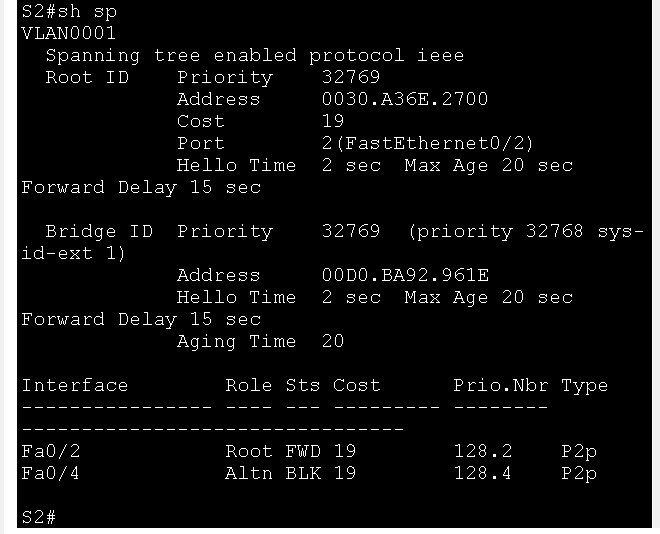 S2#sh sp
VLAN0001
  Spanning tree enabled protocol ieee
  Root ID    Priority    32769
             Address     0030.A36E.2700
             Cost        19
             Port        2(FastEthernet0/2)
             Hello Time  2 sec  Max Age 20 sec
Forward Delay 15 sec

  Bridge ID  Priority    32769  (priority 32768 sys-
id-ext 1)
             Address     00D0.BA92.961E
             Hello Time  2 sec  Max Age 20 sec
Forward Delay 15 sec
             Aging Time  20

Interface        Role Sts Cost      Prio.Nbr Type
---------------- ---- --- --------- --------
--------------------------------
Fa0/2            Root FWD 19        128.2    P2p
Fa0/4            Altn BLK 19        128.4    P2p

S2#